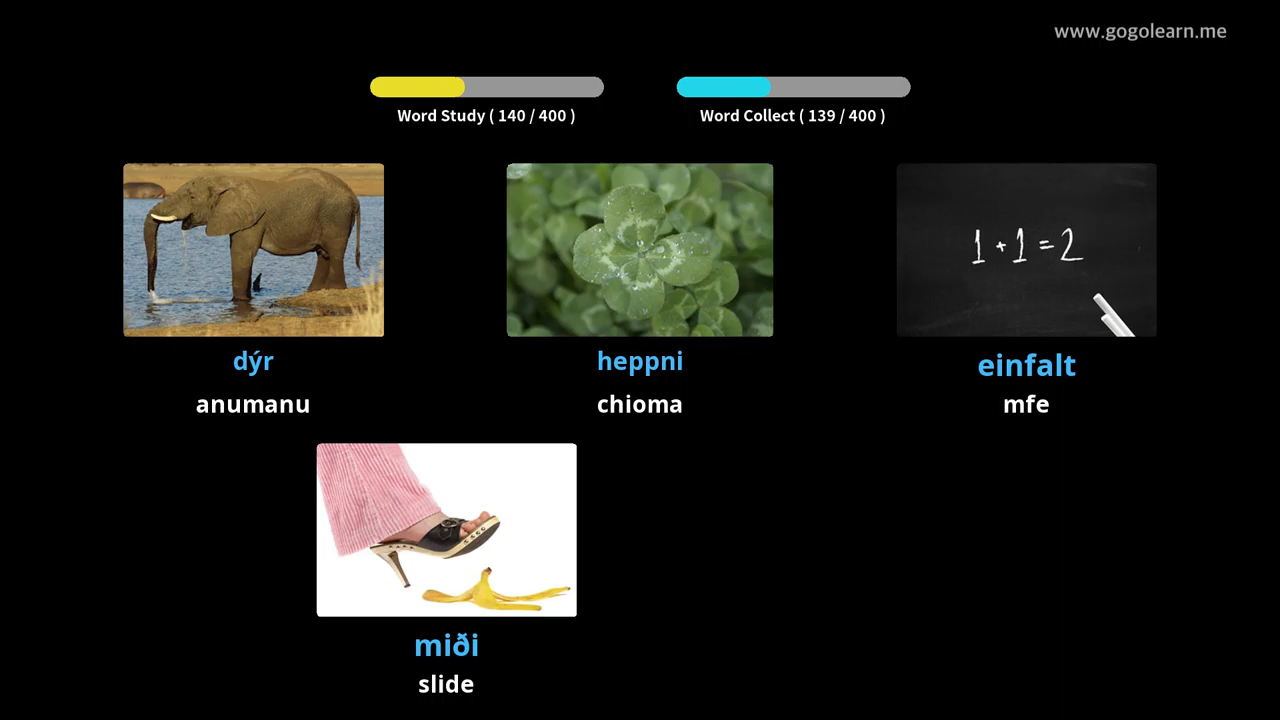 www.gogolearn.me
Word Study ( 140 / 400 )
Word Collect ( 139 / 400 )
1 + 1 = 2
dýr
heppni
einfalt
anumanu
chioma
mfe
miði
slide